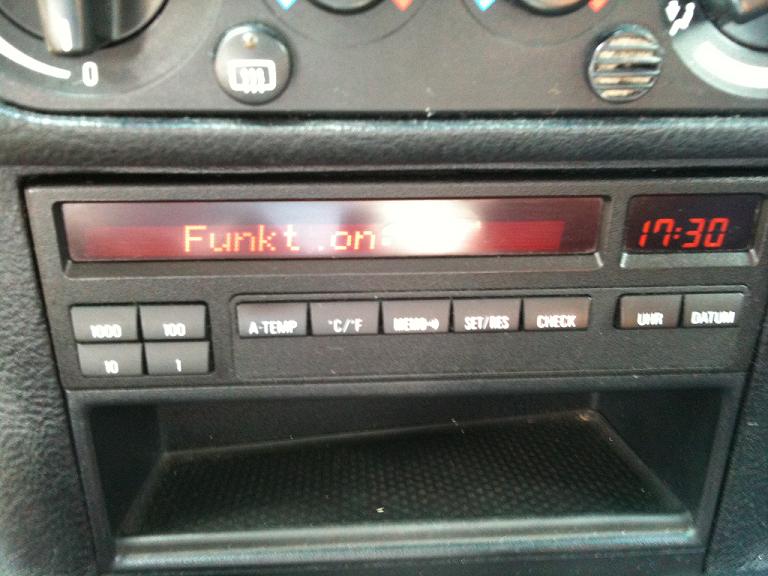 0
Funkt.on:
17:30
1000 100
A-TEMP °C/°F MEMO SET/RES CHECK UHR DATUM
10 1